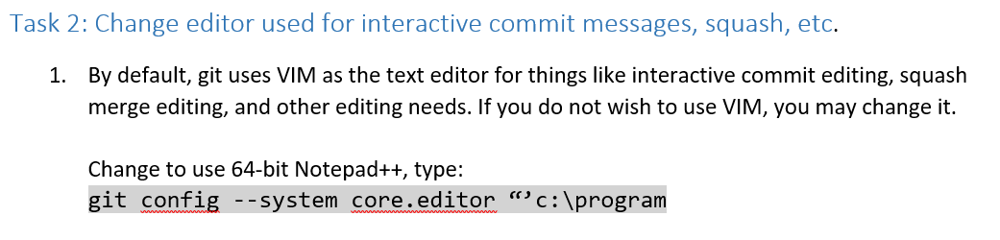 Task 2: Change editor used for interactive commit messages, squash, etc.
1. By default, git uses VIM as the text editor for things like interactive commit editing, squash
merge editing, and other editing needs. If you do not wish to use VIM, you may change it.
Change to use 64-bit Notepad++, type:
git config --system core.editor “’c:\program